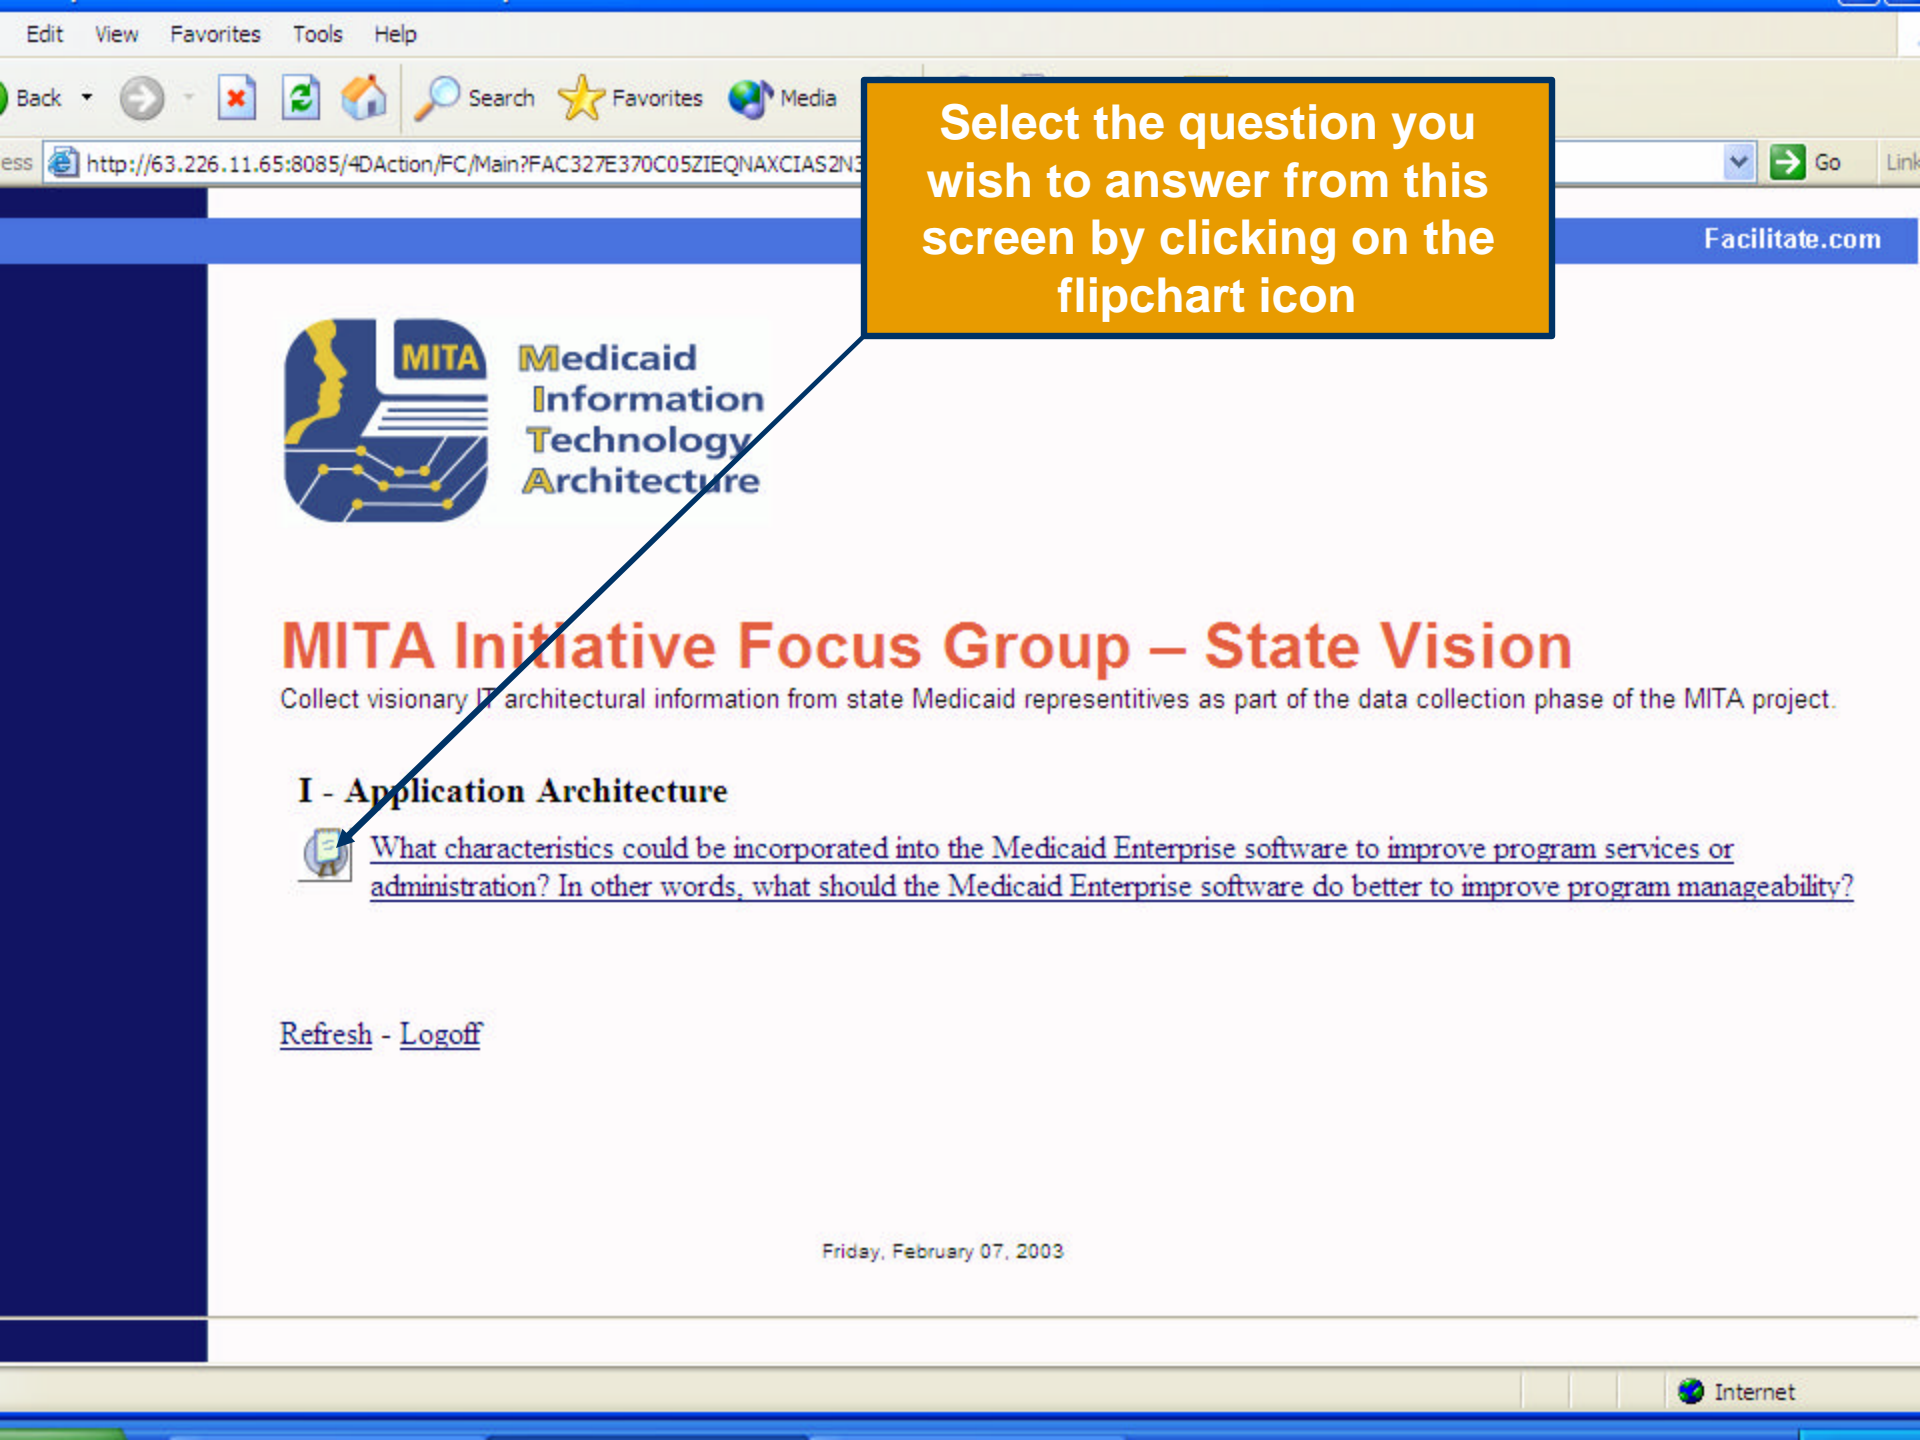 Edit View Favorites Tools Help
Back Search Favorites Media
ess http://63.226.11.65:8085/4DAction/FC/Main?FAC327E370C05ZIEQNAXCIAS2N3 Go Link
Select the question you
wish to answer from this
screen by clicking on the
flipchart icon
Facilitate.com
MITA
Medicaid
Information
Technology
Architecture
MITA Initiative Focus Group – State Vision
Collect visionary IT architectural information from state Medicaid representitives as part of the data collection phase of the MITA project.
I - Application Architecture
What characteristics could be incorporated into the Medicaid Enterprise software to improve program services or
administration? In other words, what should the Medicaid Enterprise software do better to improve program manageability?
Refresh - Logoff
Friday, February 07, 2003
Internet